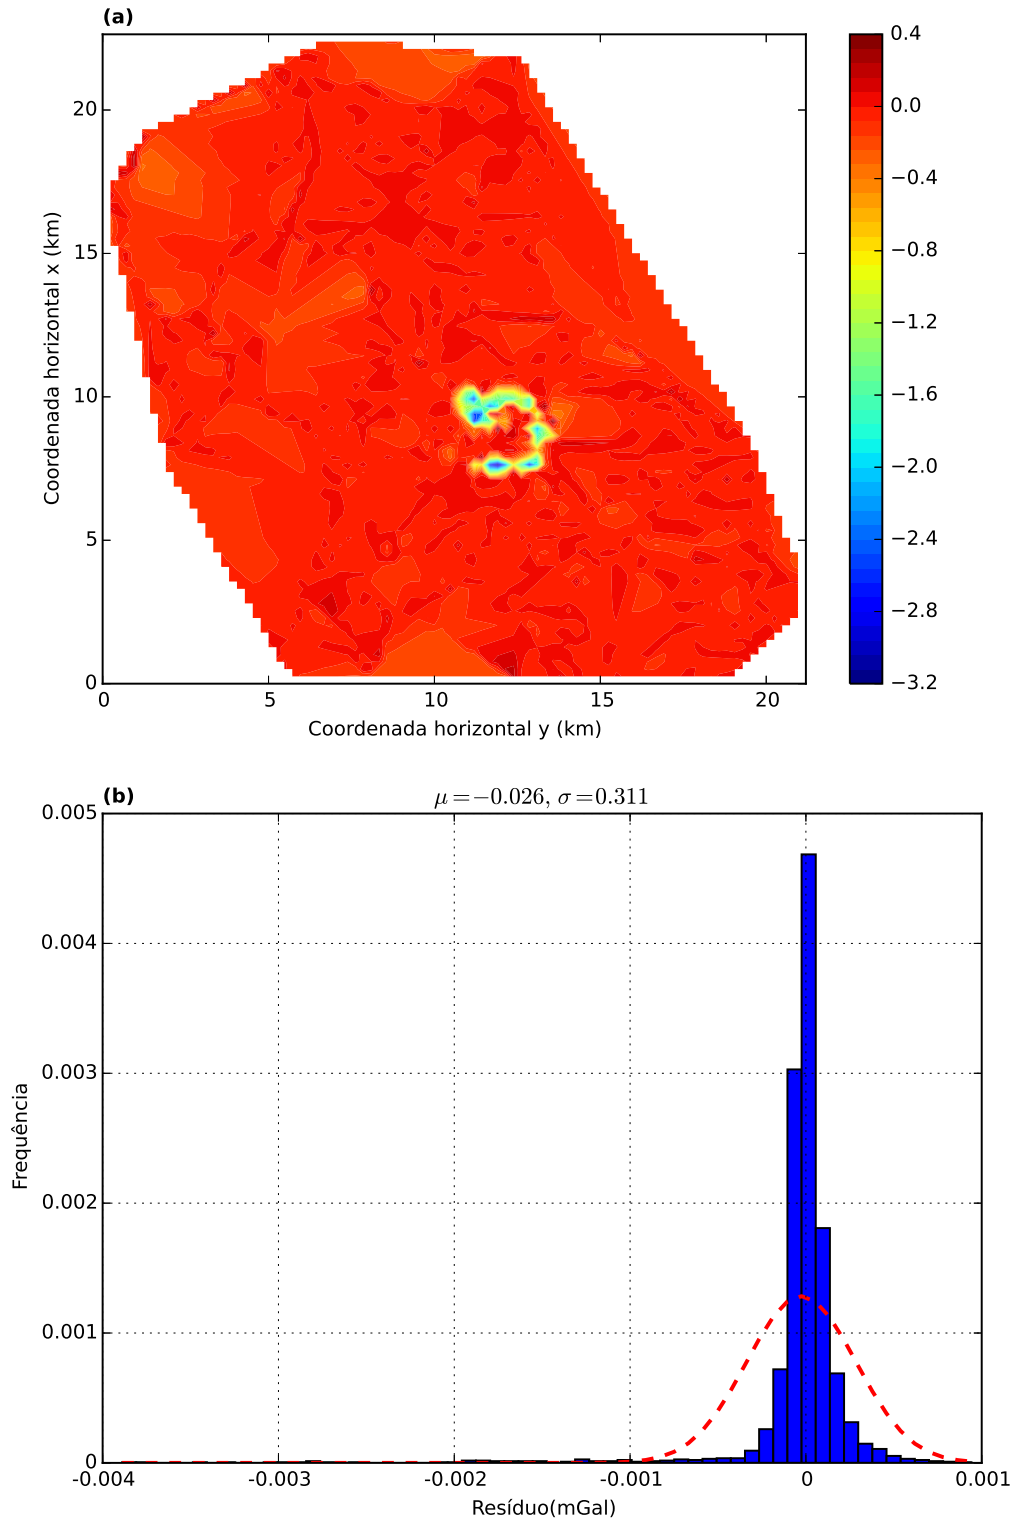 (a)
0.4
0.0
−0.4
−0.8
−1.2
−1.6
−2.0
−2.4
−2.8
−3.2
20
15
10
5
0
Coordenada horizontal x (km)
0 5 10 15 20
Coordenada horizontal y (km)
(b)
μ=−0.026, σ=0.311
0.005
0.004
0.003
0.002
0.001
0
Frequência
-0.004 -0.003 -0.002 -0.001 0 0.001
Resíduo(mGal)